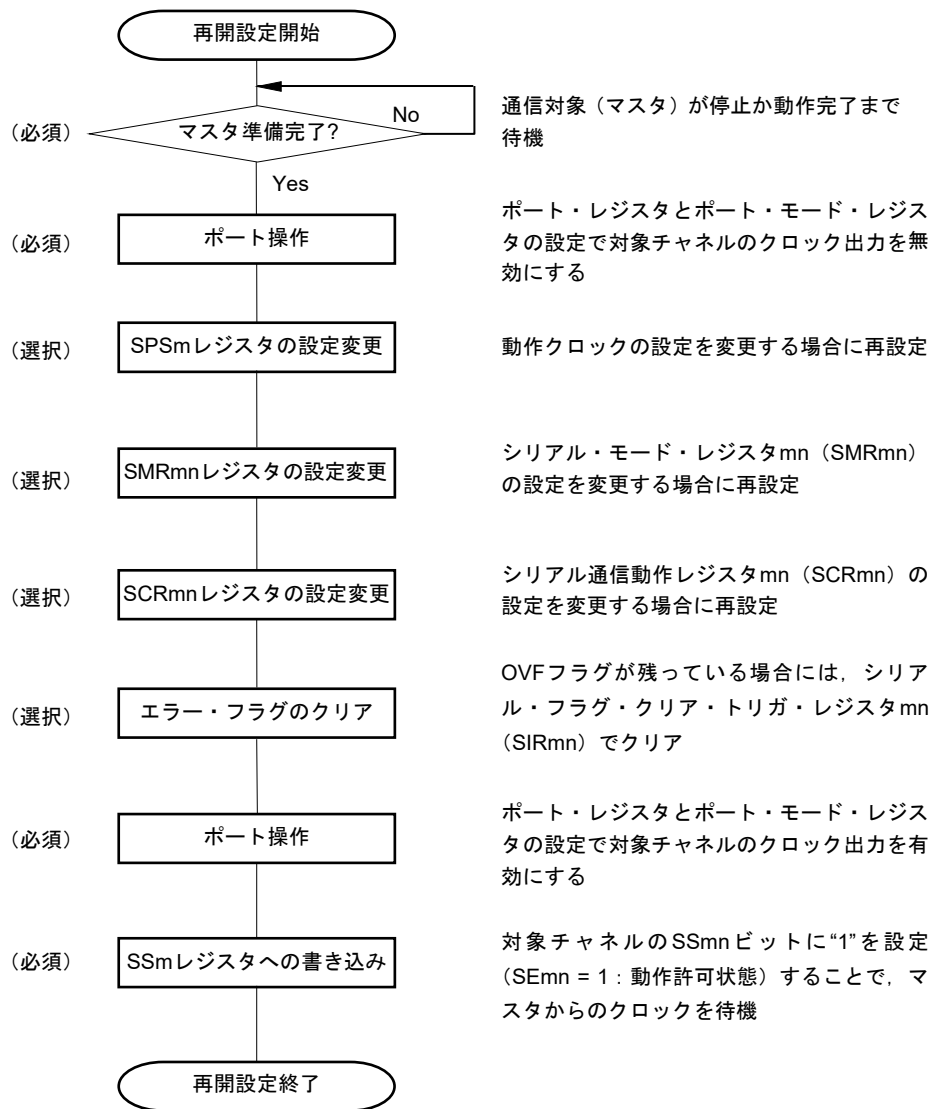 再開設定開始
No
通信対象（マスタ）が停止か動作完了まで
待機
（必須）
マスタ準備完了?
Yes
（必須）
ポート操作
ポート・レジスタとポート・モード・レジス
タの設定で対象チャネルのクロック出力を無
効にする
（選択）
SPSmレジスタの設定変更
動作クロックの設定を変更する場合に再設定
（選択）
SMRmnレジスタの設定変更
シリアル・モード・レジスタmn（SMRmn）
の設定を変更する場合に再設定
（選択）
SCRmnレジスタの設定変更
シリアル通信動作レジスタmn（SCRmn）の
設定を変更する場合に再設定
（選択）
エラー・フラグのクリア
OVFフラグが残っている場合には，シリア
ル・フラグ・クリア・トリガ・レジスタmn
（SIRmn）でクリア
（必須）
ポート操作
ポート・レジスタとポート・モード・レジス
タの設定で対象チャネルのクロック出力を有
効にする
（必須）
SSmレジスタへの書き込み
対象チャネルのSSmnビットに“1”を設定
（SEmn = 1：動作許可状態）することで，マ
スタからのクロックを待機
再開設定終了